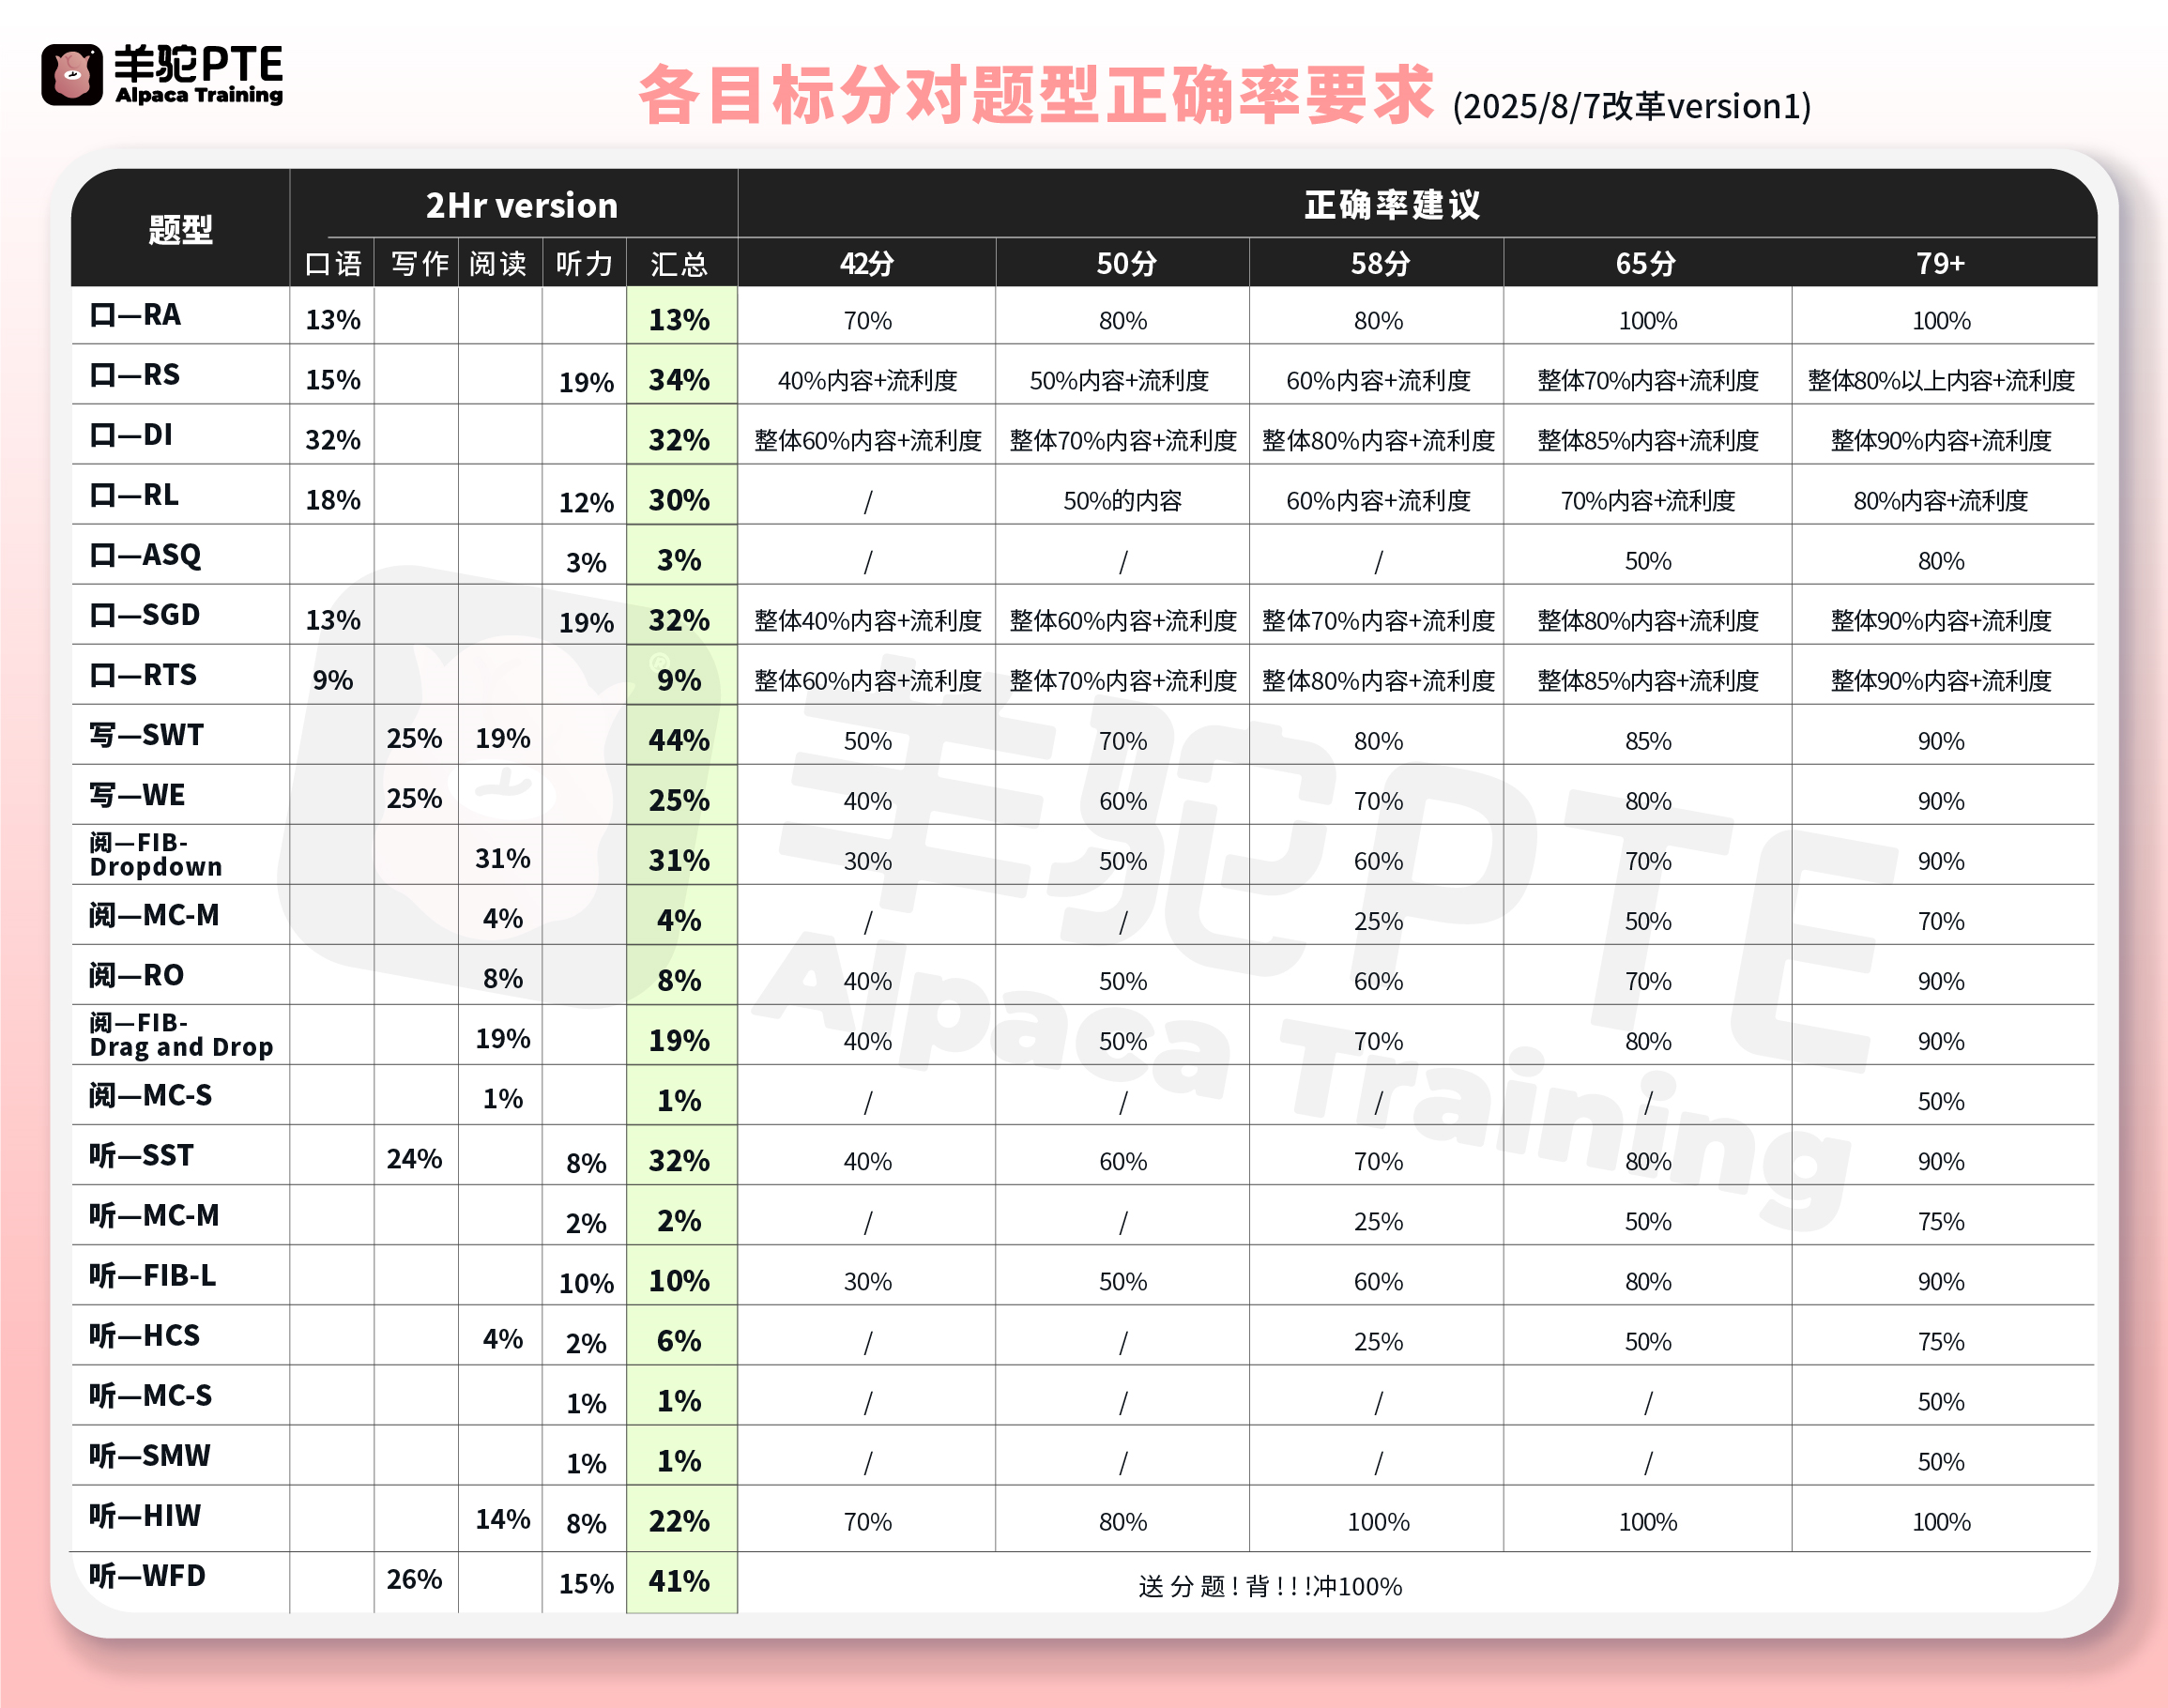 羊驼PTE
Alpaca Training
各目标分对题型正确率要求 (2025/8/7改革version1)
题型 2Hr version 正确率建议
口语 写作 阅读 听力 汇总 42分 50分 58分 65分 79+
口—RA 13% 13% 70% 80% 80% 100% 100%
口—RS 15% 19% 34% 40%内容+流利度 50%内容+流利度 60%内容+流利度 整体70%内容+流利度 整体80%以上内容+流利度
口—DI 32% 32% 整体60%内容+流利度 整体70%内容+流利度 整体80%内容+流利度 整体85%内容+流利度 整体90%内容+流利度
口—RL 18% 12% 30% / 50%的内容 60%内容+流利度 70%内容+流利度 80%内容+流利度
口—ASQ 3% 3% / / / 50% 80%
口—SGD 13% 19% 32% 整体40%内容+流利度 整体60%内容+流利度 整体70%内容+流利度 整体80%内容+流利度 整体90%内容+流利度
口—RTS 9% 9% 整体60%内容+流利度 整体70%内容+流利度 整体80%内容+流利度 整体85%内容+流利度 整体90%内容+流利度
写—SWT 25% 19% 44% 50% 70% 80% 85% 90%
写—WE 25% 25% 40% 60% 70% 80% 90%
阅—FIB-
Dropdown 31% 31% 30% 50% 60% 70% 90%
阅—MC-M 4% 4% / / 25% 50% 70%
阅—RO 8% 8% 40% 50% 60% 70% 90%
阅—FIB-
Drag and Drop 19% 19% 40% 50% 70% 80% 90%
阅—MC-S 1% 1% / / / / 50%
听—SST 24% 8% 32% 40% 60% 70% 80% 90%
听—MC-M 2% 2% / / 25% 50% 75%
听—FIB-L 10% 10% 30% 50% 60% 80% 90%
听—HCS 4% 2% 6% / / 25% 50% 75%
听—MC-S 1% 1% / / / / 50%
听—SMW 1% 1% / / / / 50%
听—HIW 14% 8% 22% 70% 80% 100% 100% 100%
听—WFD 26% 15% 41% 送分题!背!!!冲100%
羊驼PTE
Alpaca Training